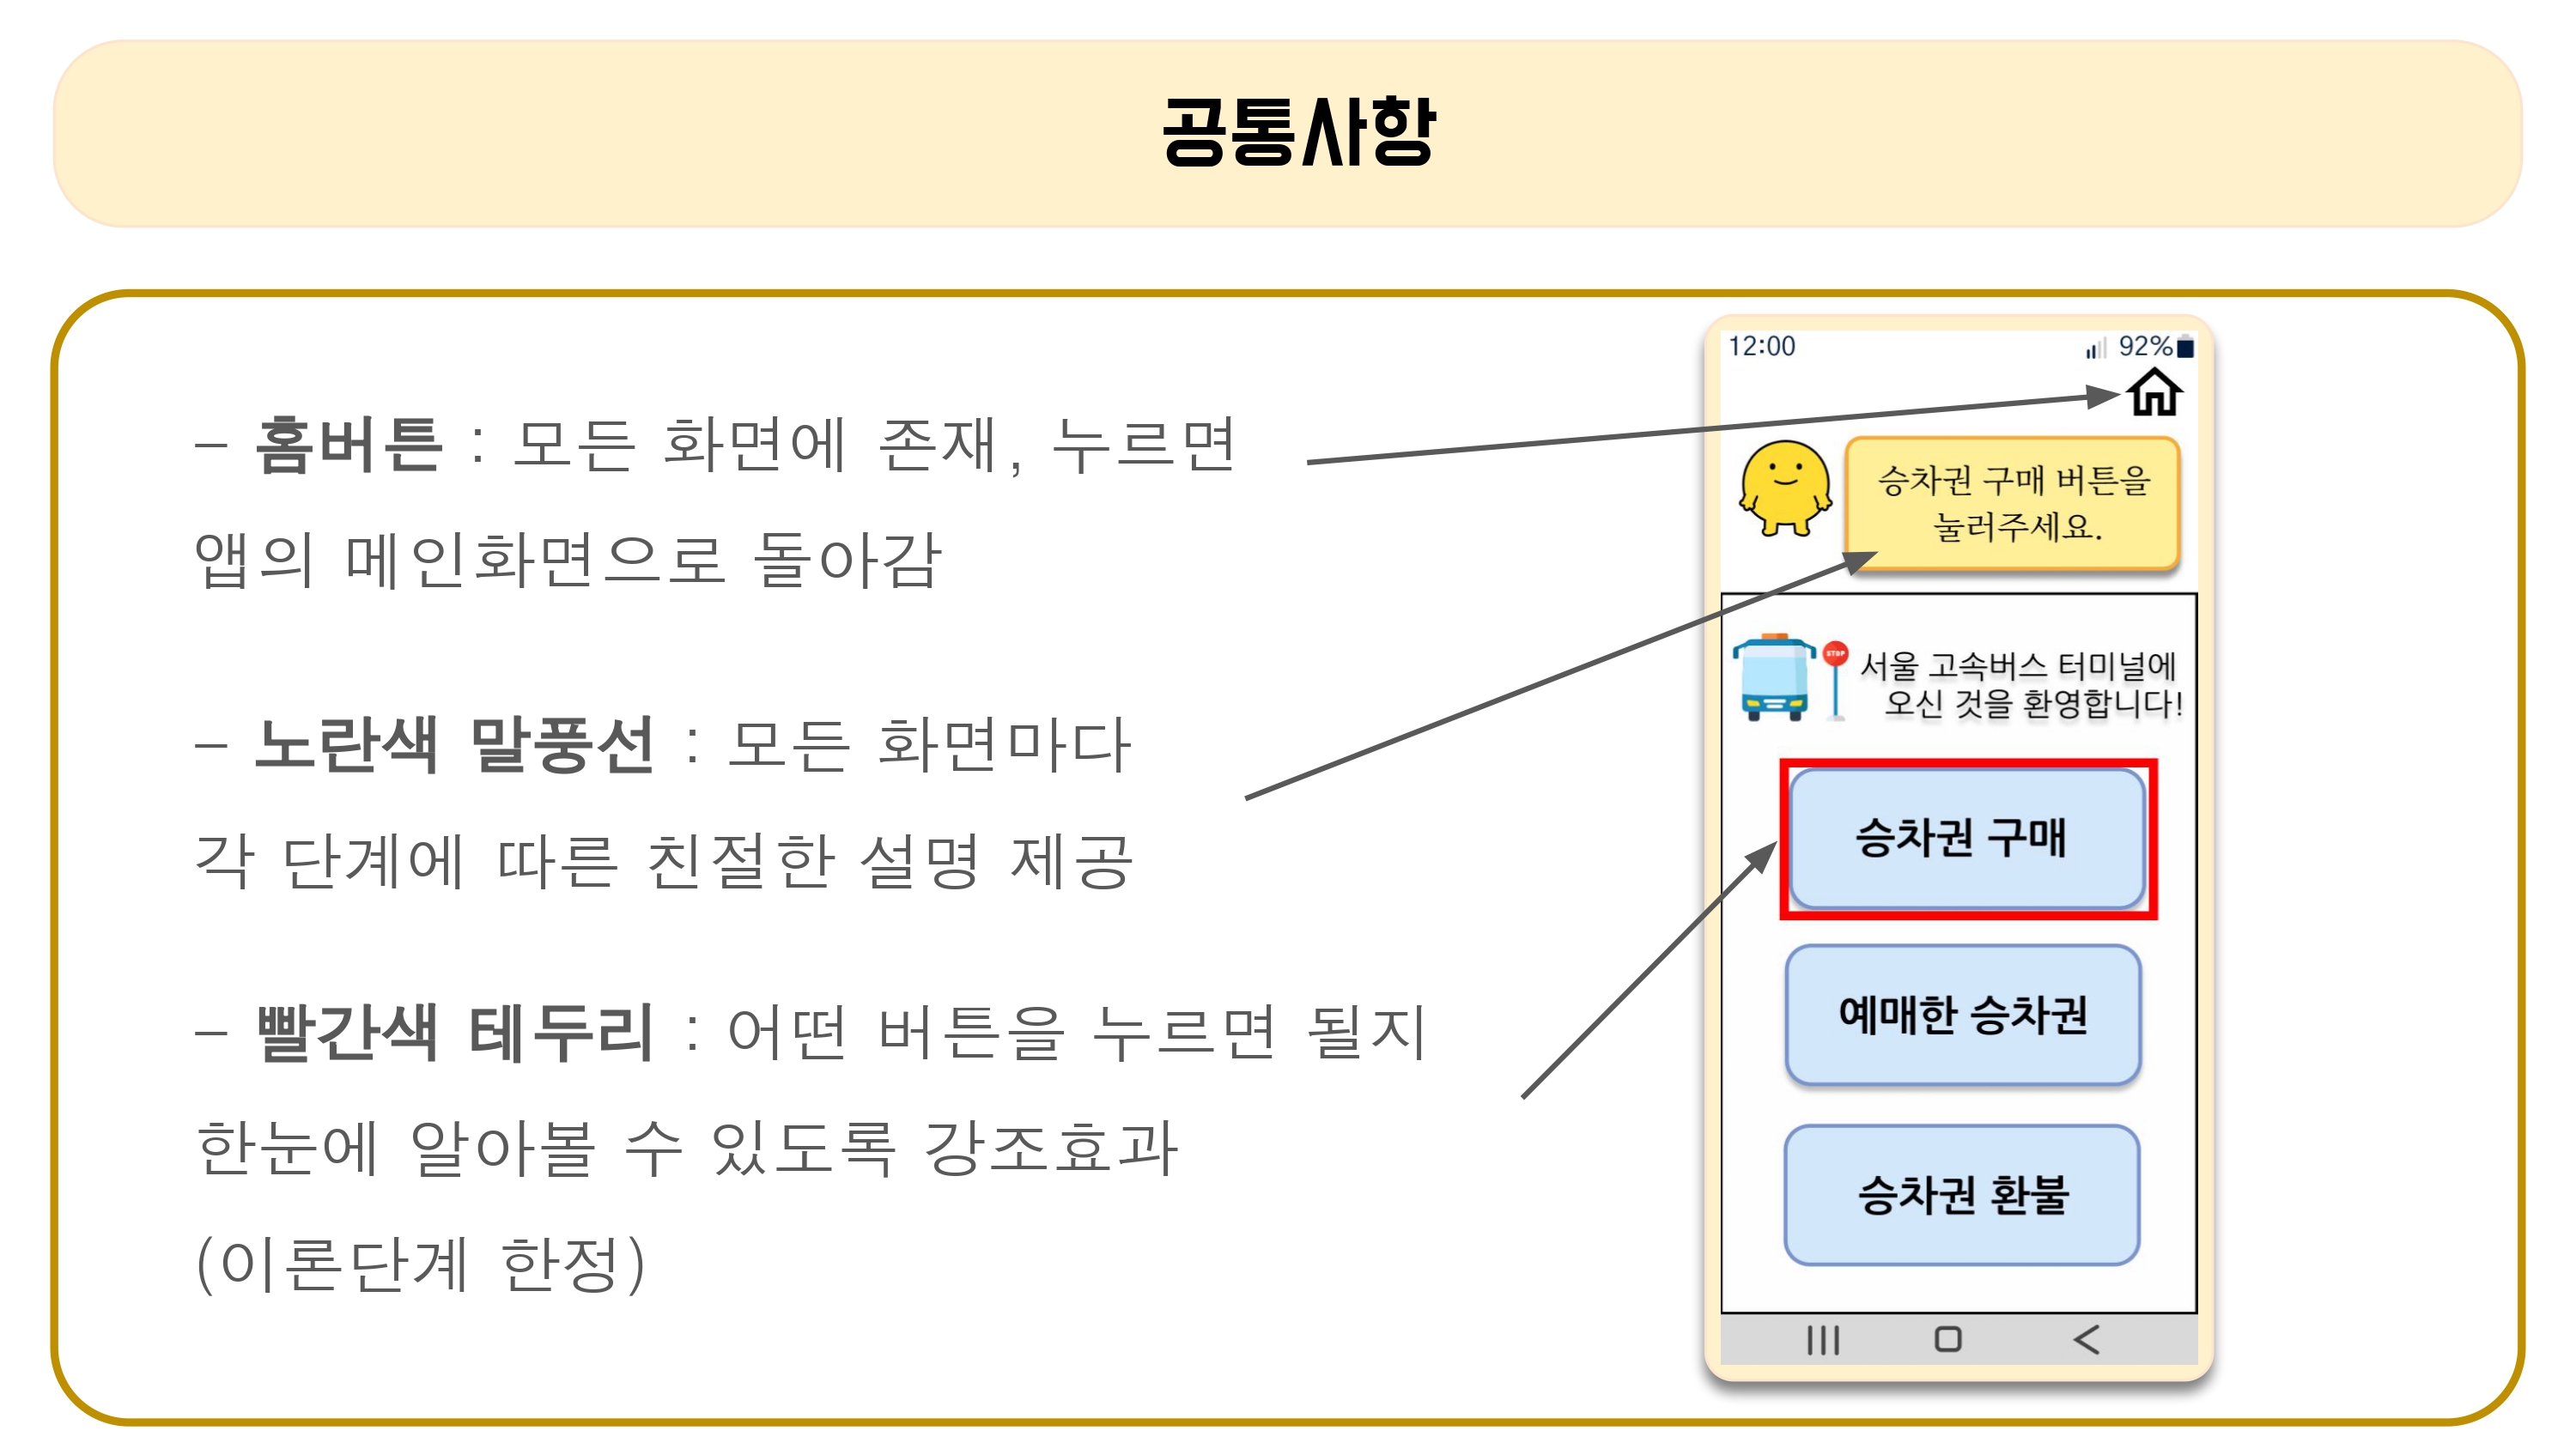 공통사항
- 홈버튼 : 모든 화면에 존재, 누르면
앱의 메인화면으로 돌아감
- 노란색 말풍선 : 모든 화면마다
각 단계에 따른 친절한 설명 제공
- 빨간색 테두리 : 어떤 버튼을 누르면 될지
한눈에 알아볼 수 있도록 강조효과
(이론단계 한정)
12:00 92%
승차권 구매 버튼을
눌러주세요.
STOP
서울 고속버스 터미널에
오신 것을 환영합니다!
승차권 구매
예매한 승차권
승차권 환불